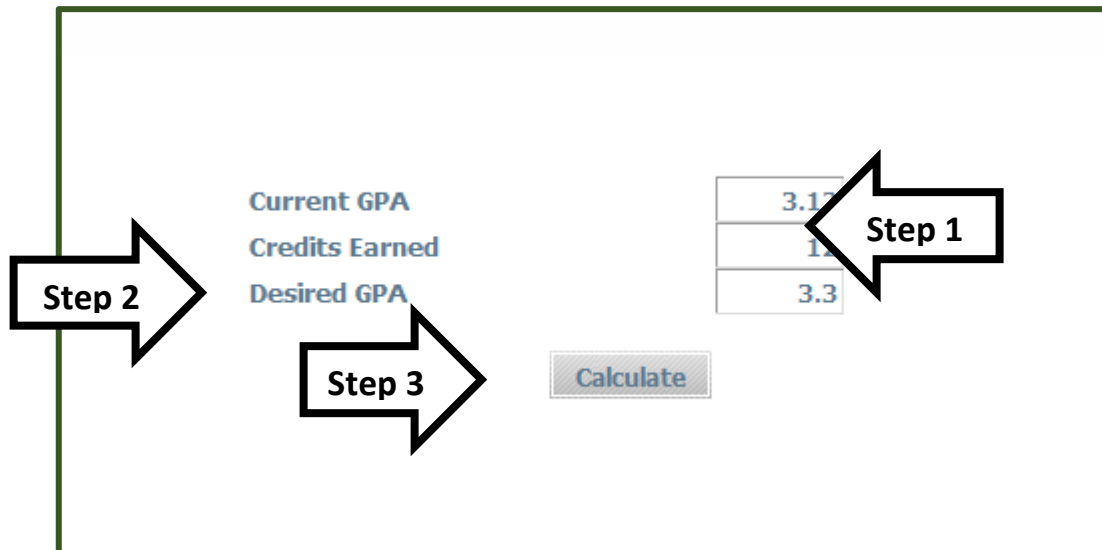 Current GPA
Credits Earned
Step 1
Step 2
Desired GPA 3.3
Step 3
Calculate